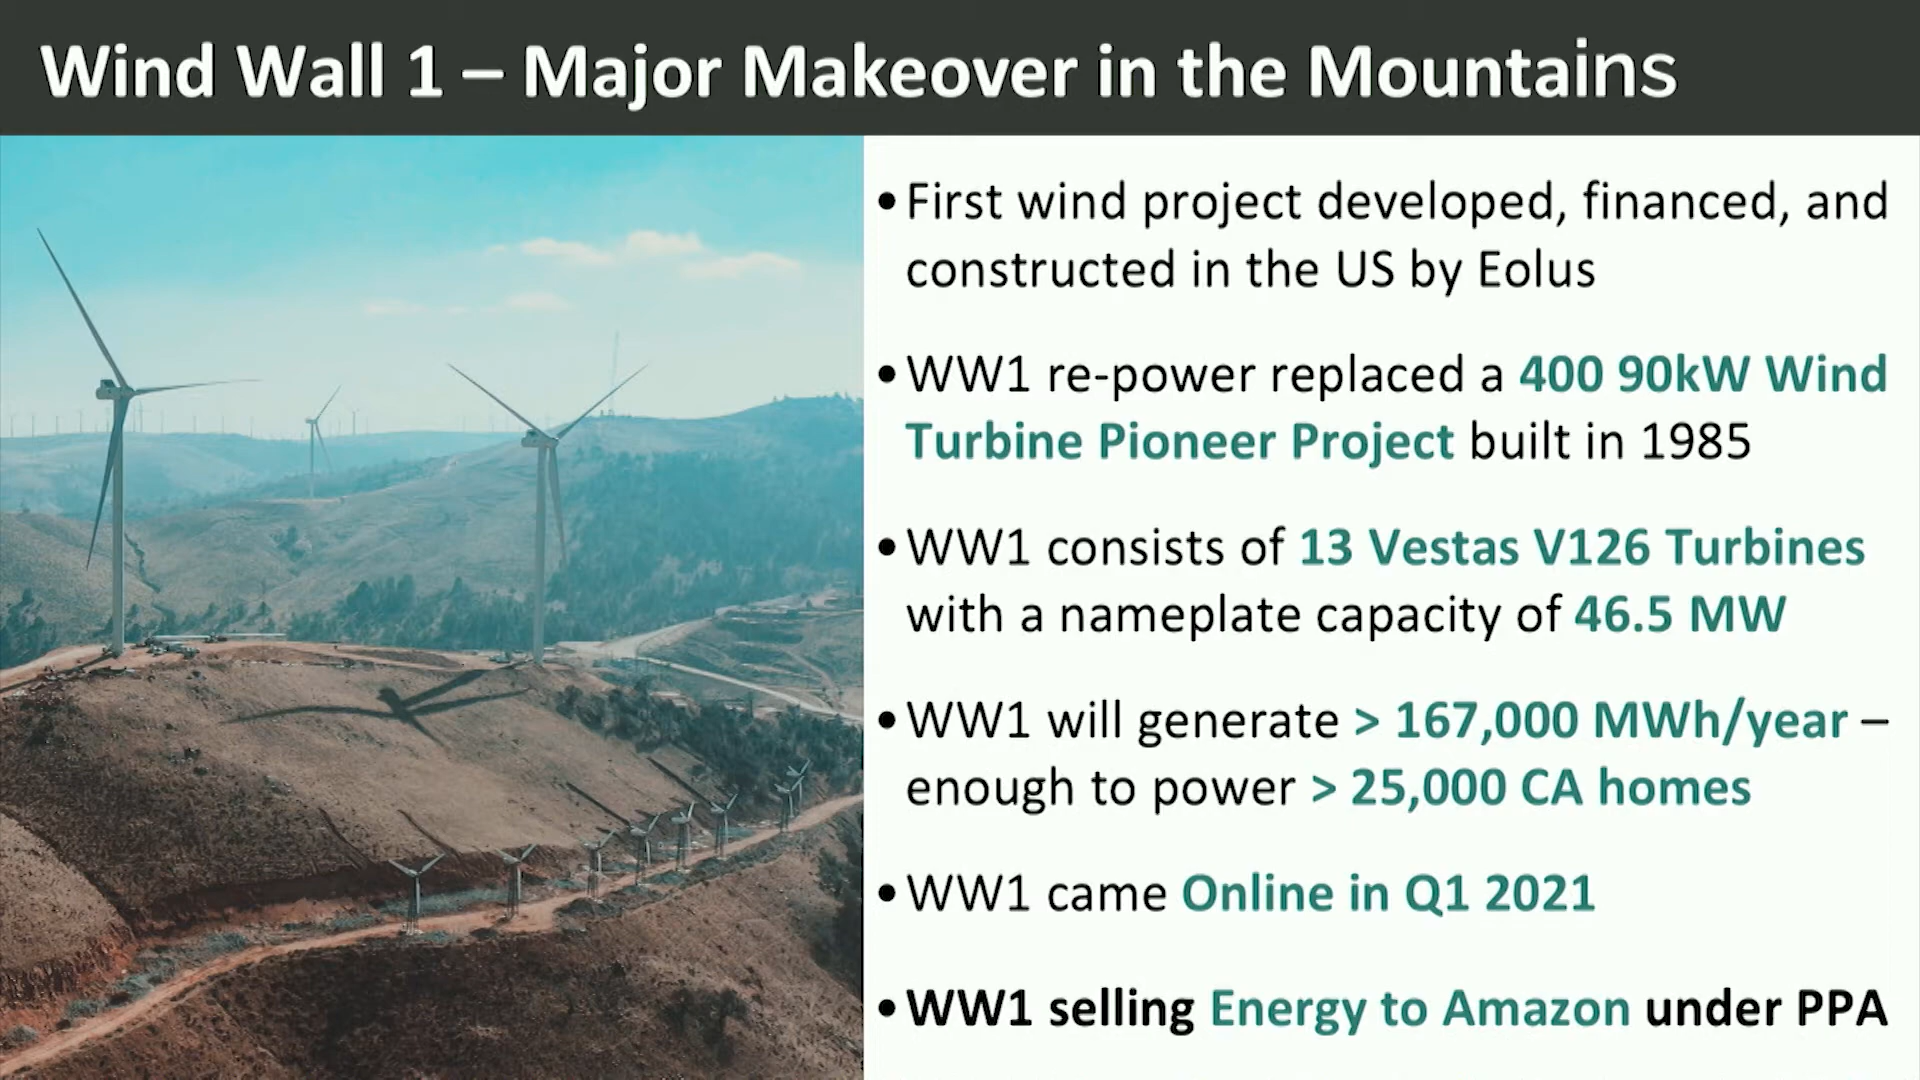 Wind Wall 1 – Major Makeover in the Mountains
•First wind project developed, financed, and
constructed in the US by Eolus
•WW1 re-power replaced a 400 90kW Wind
Turbine Pioneer Project built in 1985
•WW1 consists of 13 Vestas V126 Turbines
with a nameplate capacity of 46.5 MW
•WW1 will generate > 167,000 MWh/year –
enough to power > 25,000 CA homes
•WW1 came Online in Q1 2021
•WW1 selling Energy to Amazon under PPA